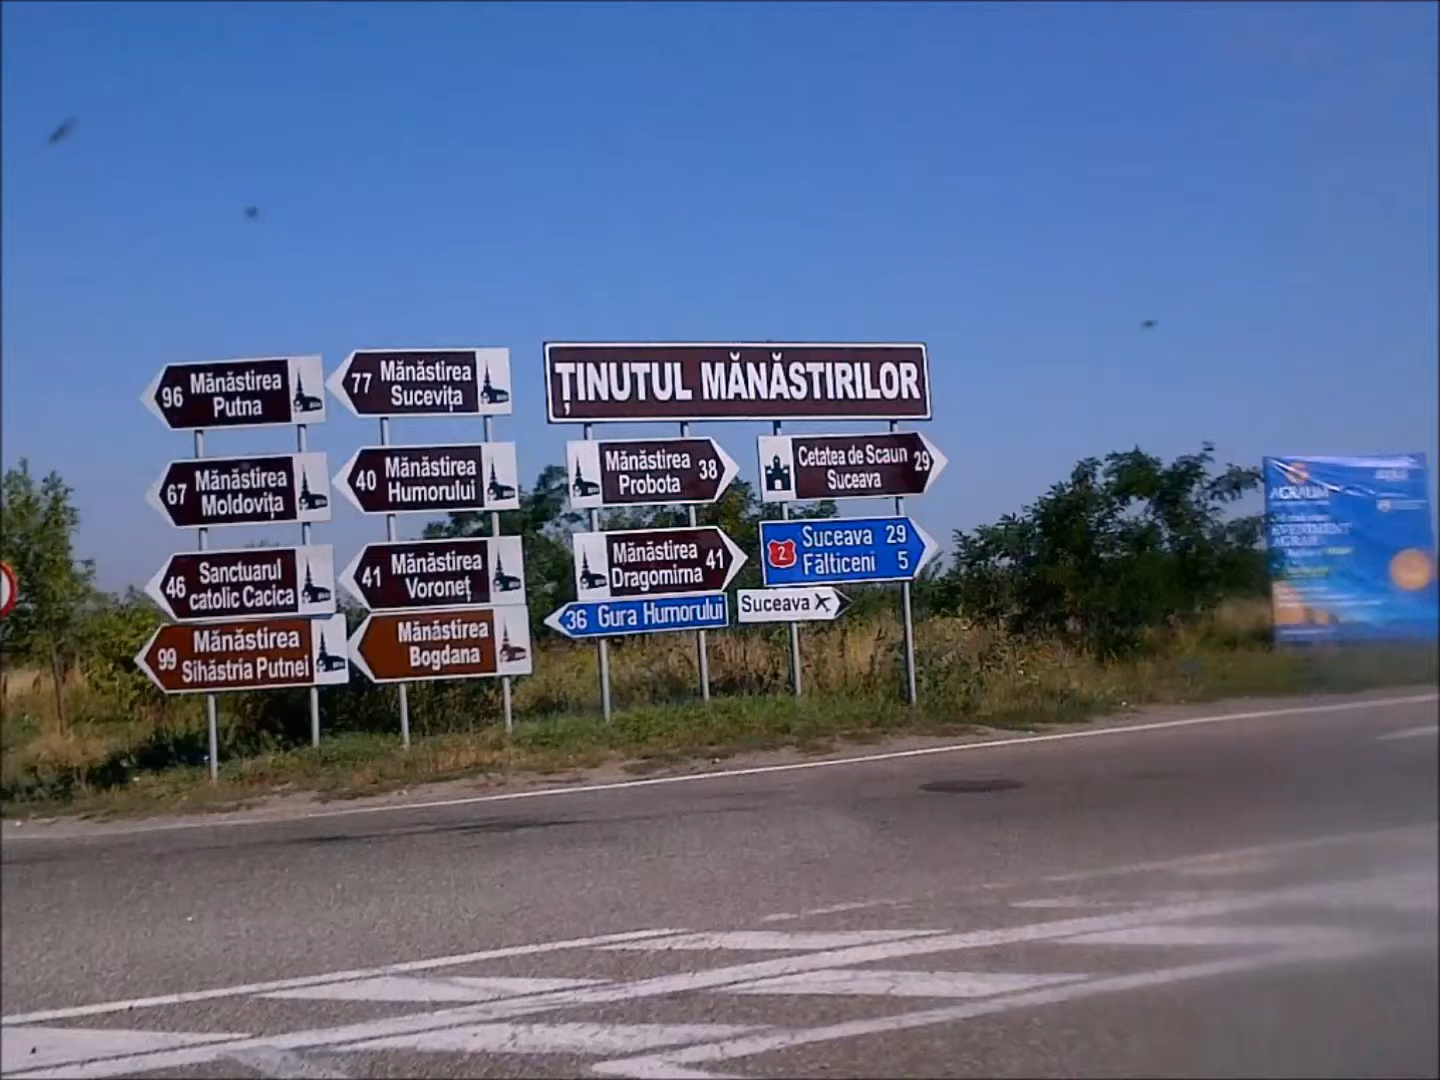 96 Mănăstirea
Putna
67 Mănăstirea
Moldovița
46 Sanctuarul
catolic Cacica
99 Mănăstirea
Sihăstria Putnei
77 Mănăstirea
Sucevița
40 Mănăstirea
Humorului
41 Mănăstirea
Voroneț
Mănăstirea
Bogdana
ȚINUTUL MĂNĂSTIRILOR
Mănăstirea 38
Probota
Mănăstirea 41
Dragomirna
36 Gura Humorului
Cetatea de Scaun 29
Suceava
2
Suceava 29
Fălticeni 5
Suceava